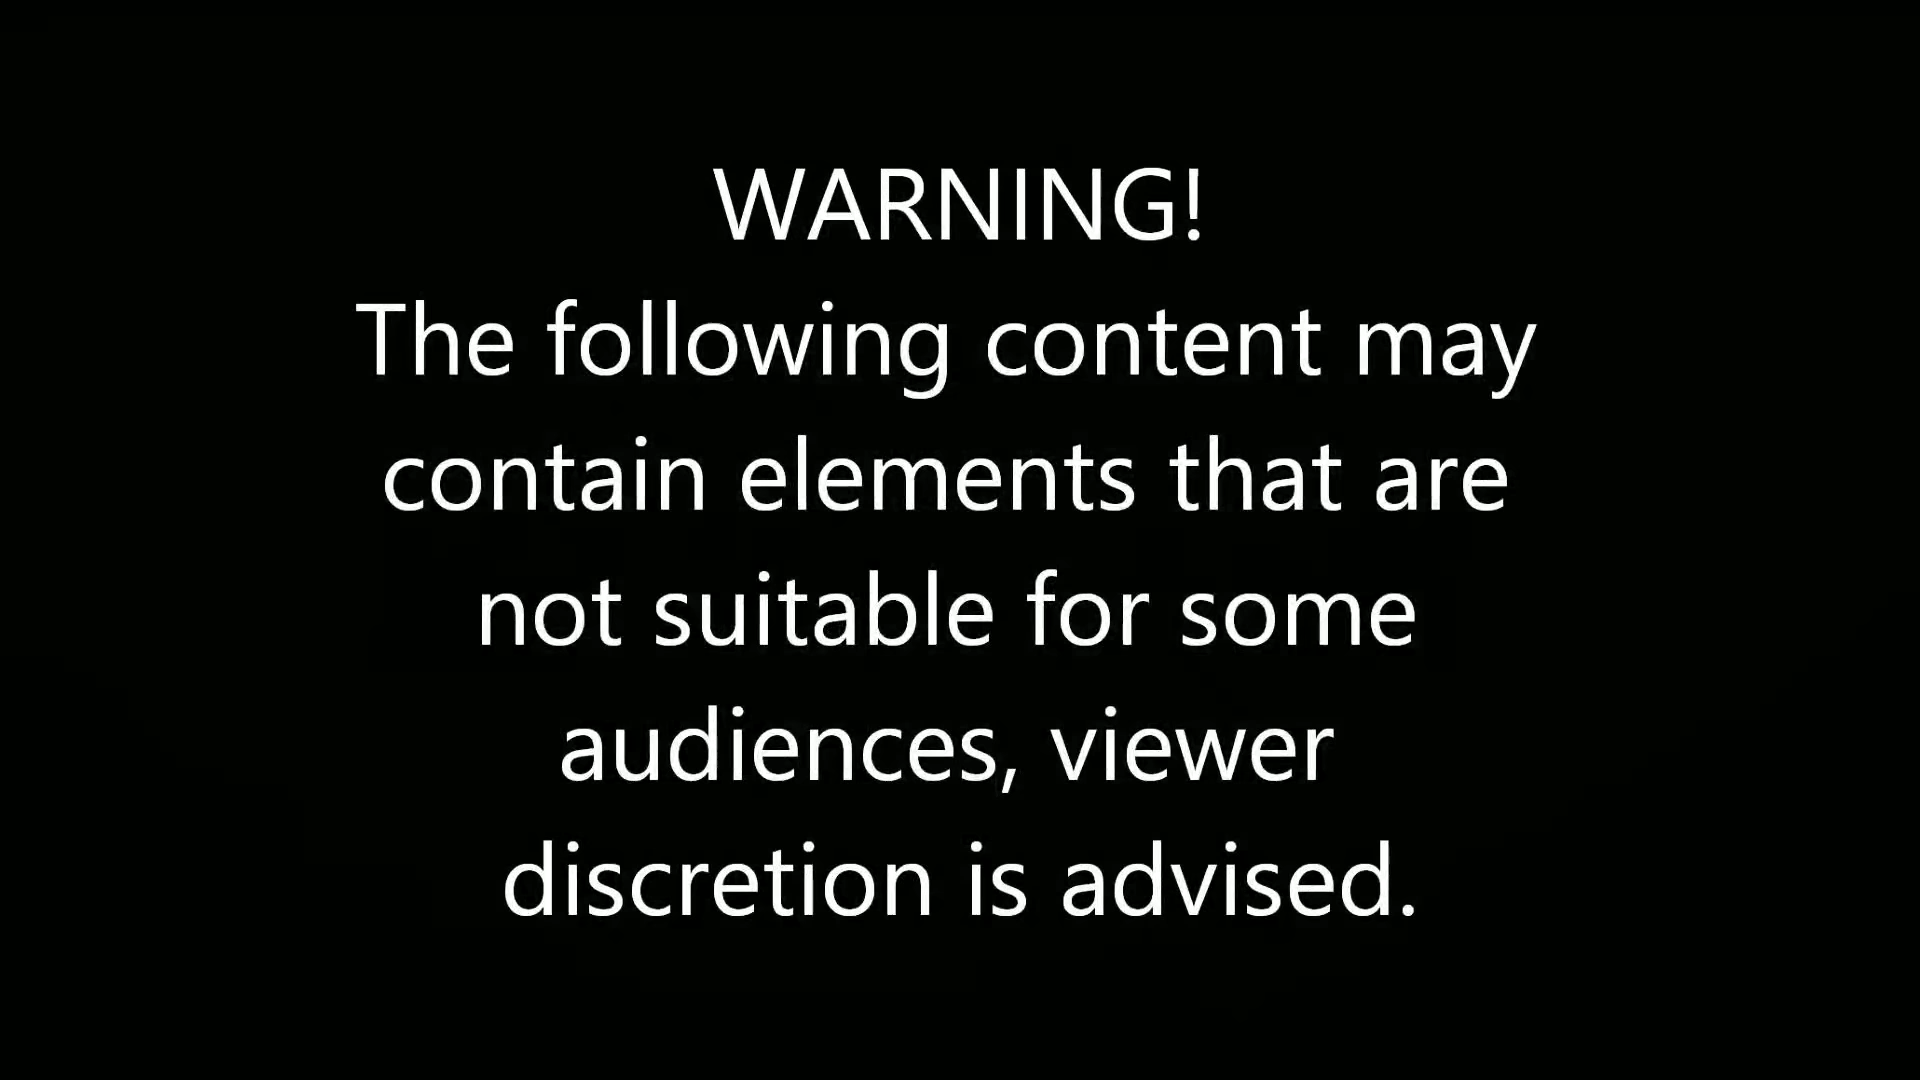 WARNING!
The following content may
contain elements that are
not suitable for some
audiences, viewer
discretion is advised.